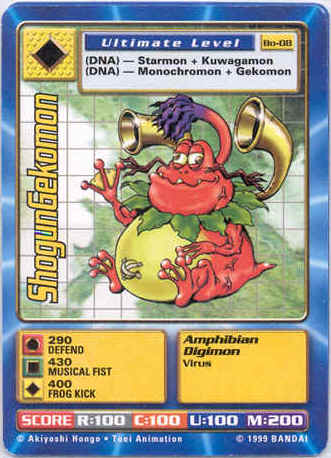 Ultimate Level
Bo-08
(DNA) — Starmon + Kuwagamon
(DNA) — Monochromon + Gekomon
ShogunGekomon
290
DEFEND
430
MUSICAL FIST
400
FROG KICK
Amphibian
Digimon
Virus
SCORE R:100 C:100 U:100 M:200
© Akiyoshi Hongo • Toei Animation © 1999 BANDAI